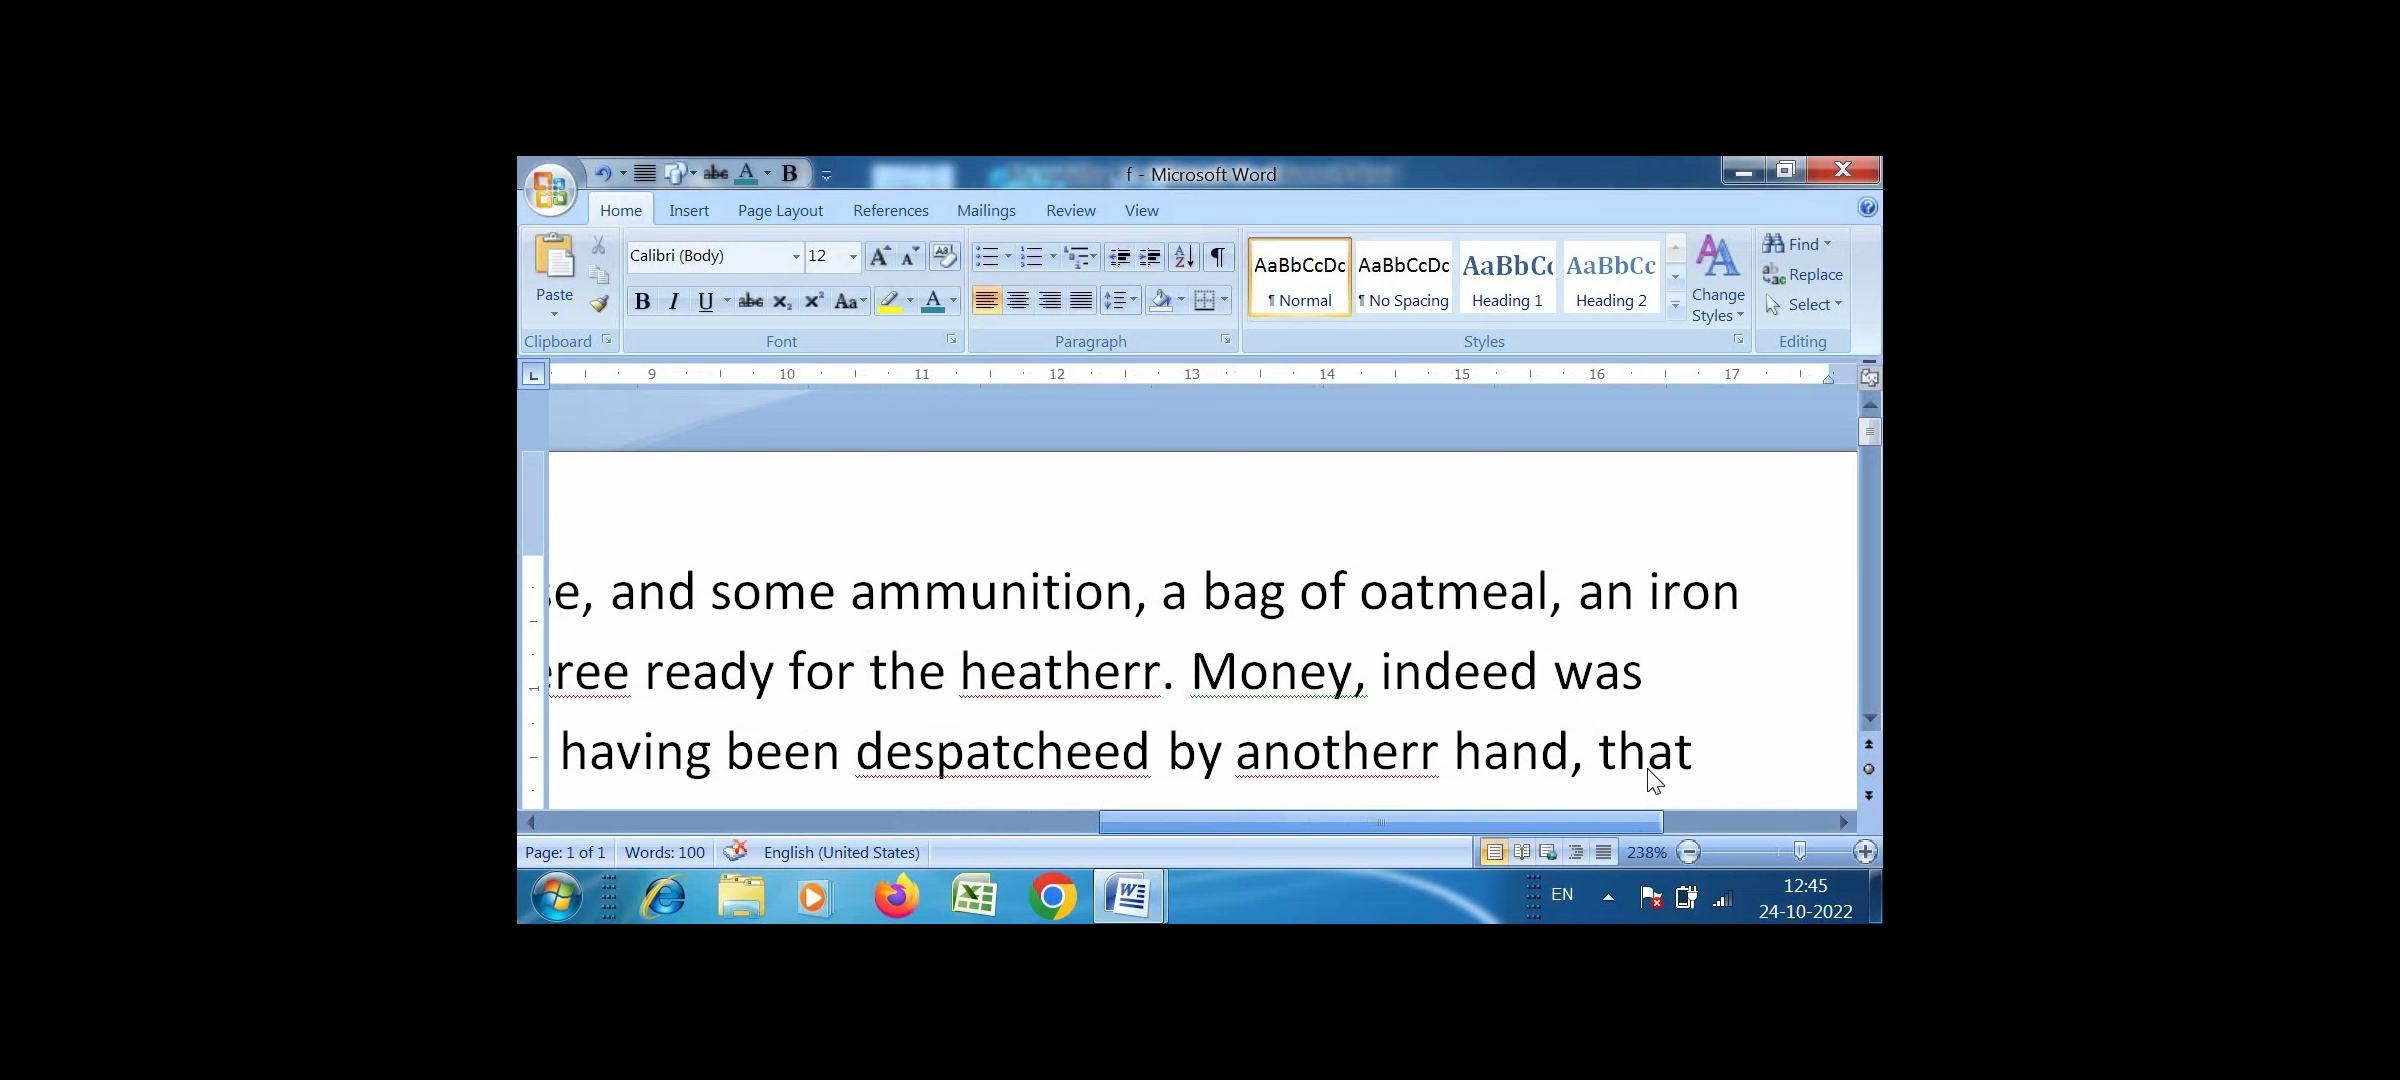 f - Microsoft Word
Home Insert Page Layout References Mailings Review View
Paste
Calibri (Body) 12
AaBbCcDc AaBbCcDc AaBbCc AaBbCc
¶ Normal ¶ No Spacing Heading 1 Heading 2
Change Styles
Find
Replace
Select
Clipboard Font Paragraph Styles Editing
9 10 11 12 13 14 15 16 17
e, and some ammunition, a bag of oatmeal, an iron
ree ready for the heatherr. Money, indeed was
having been despatcheed by anotherr hand, that
Page: 1 of 1 Words: 100 English (United States) 238%
EN 12:45
24-10-2022